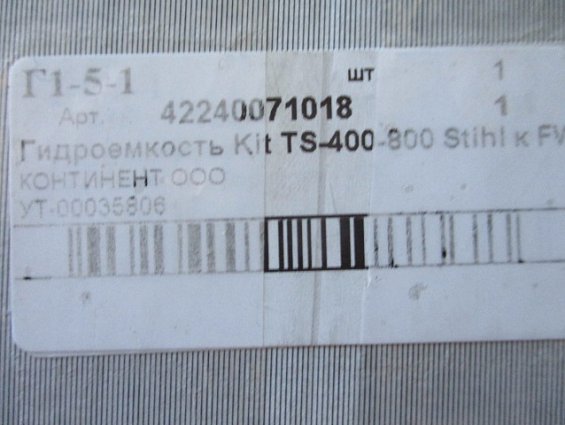 Г1-5-1 шт 1
Арт. 42240071018 1
Гидроемкость Kit TS-400-800 Stihl к FW
КОНТИНЕНТ ООО
УТ-00035806